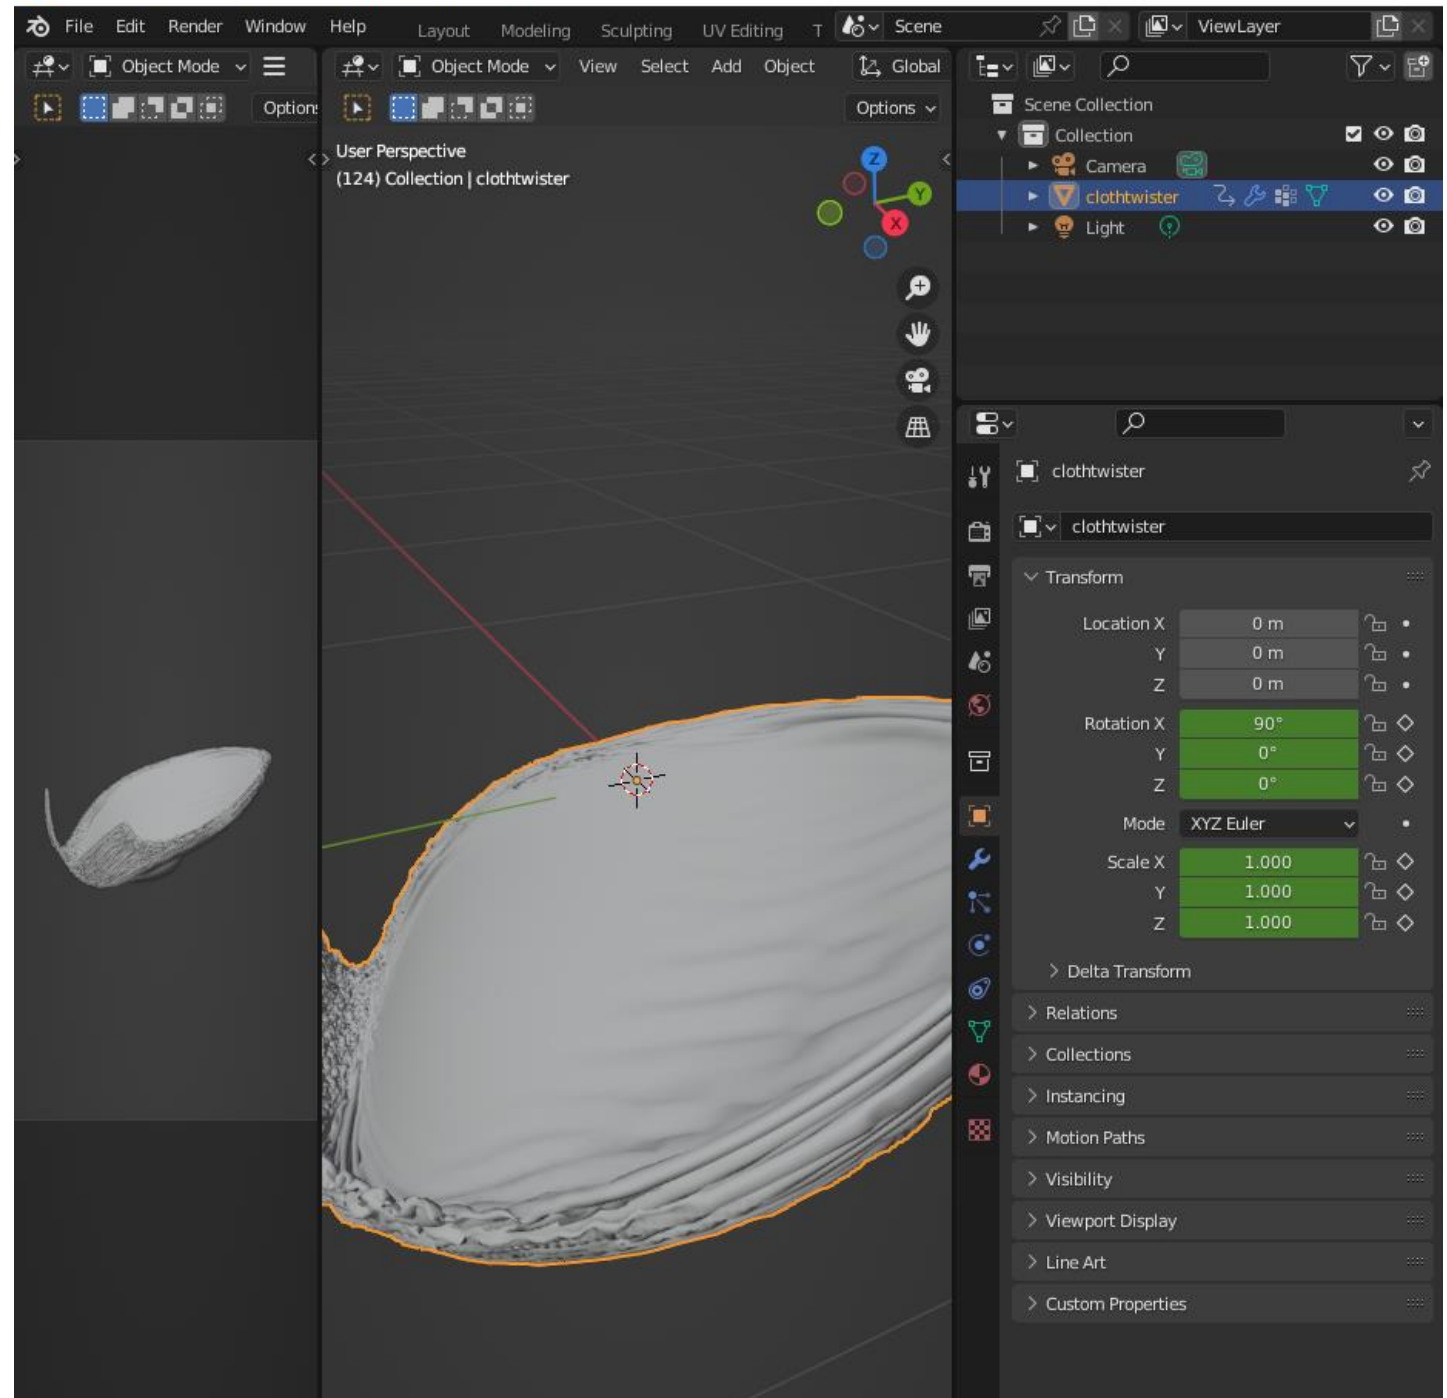 File Edit Render Window Help Layout Modeling Sculpting UV Editing T Scene ViewLayer
Object Mode
Options
Object Mode View Select Add Object Global
Options
User Perspective
(124) Collection | clothtwister
Z
Y
X
Scene Collection
Collection
Camera
clothtwister
Light
clothtwister
clothtwister
Transform
Location X 0 m
Y 0 m
Z 0 m
Rotation X 90°
Y 0°
Z 0°
Mode XYZ Euler
Scale X 1.000
Y 1.000
Z 1.000
Delta Transform
Relations
Collections
Instancing
Motion Paths
Visibility
Viewport Display
Line Art
Custom Properties